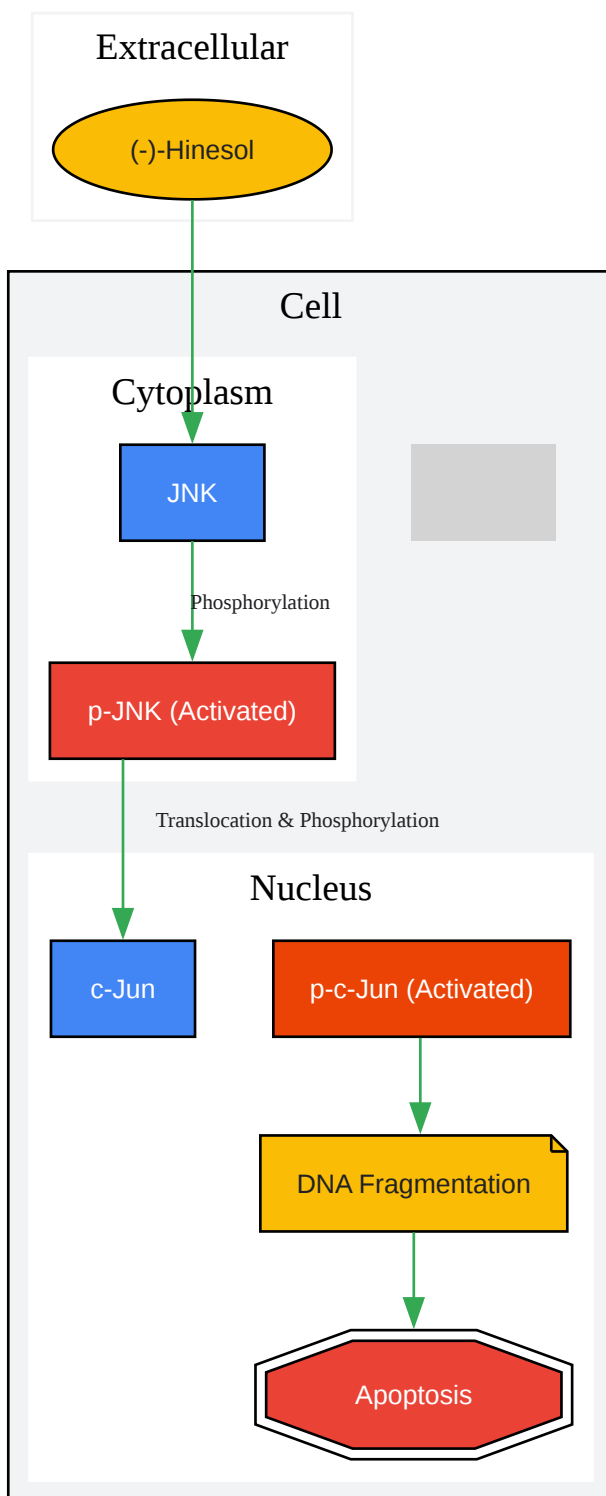 Extracellular
(-)-Hinesol
Cell
Cytoplasm
JNK
Phosphorylation
p-JNK (Activated)
Translocation & Phosphorylation
Nucleus
c-Jun
p-c-Jun (Activated)
DNA Fragmentation
Apoptosis